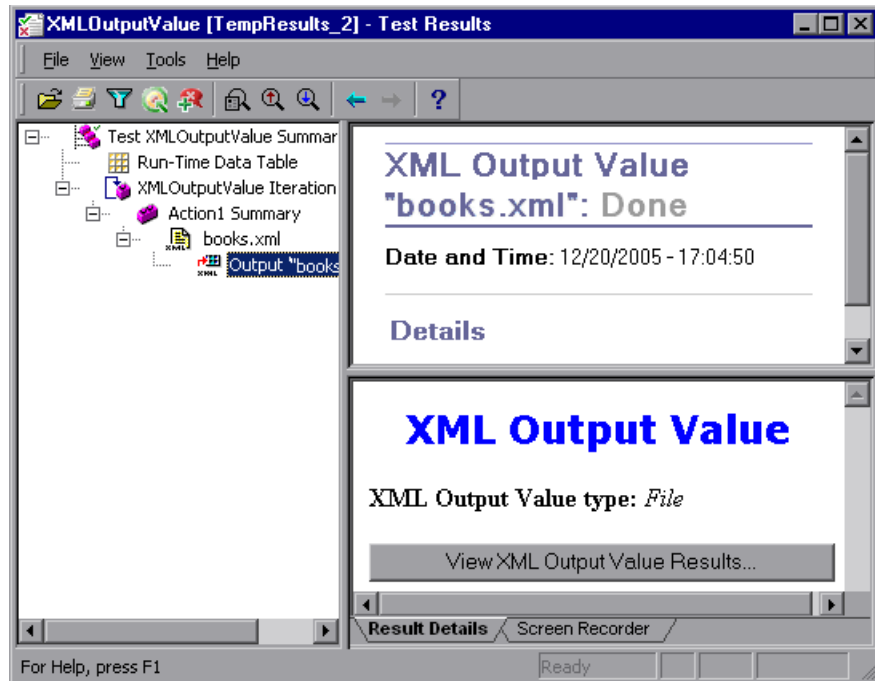 XMLOutputValue [TempResults_2] - Test Results
File View Tools Help
?
Test XMLOutputValue Summar
Run-Time Data Table
XMLOutputValue Iteration
Action1 Summary
XML books.xml
XML Output "books
XML Output Value
"books.xml": Done
Date and Time: 12/20/2005 - 17:04:50
Details
XML Output Value
XML Output Value type: File
View XML Output Value Results...
Result Details Screen Recorder
For Help, press F1
Ready